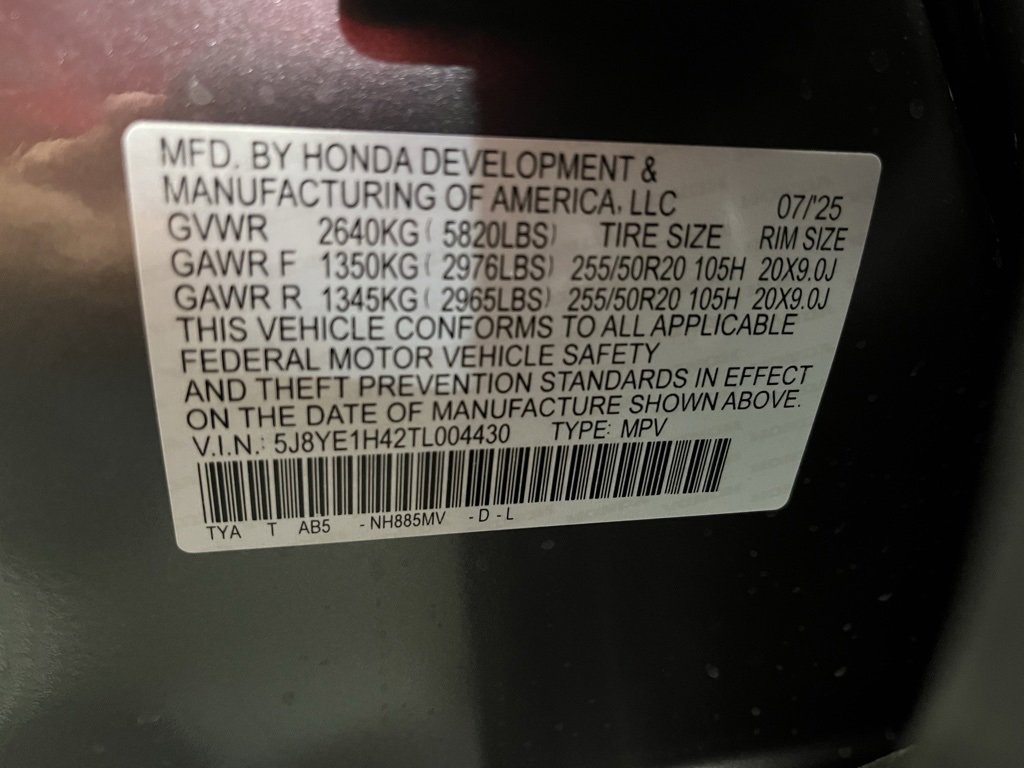 MFD. BY HONDA DEVELOPMENT &
MANUFACTURING OF AMERICA, LLC 07/'25
GVWR 2640KG ( 5820LBS) TIRE SIZE RIM SIZE
GAWR F 1350KG ( 2976LBS) 255/50R20 105H 20X9.0J
GAWR R 1345KG ( 2965LBS) 255/50R20 105H 20X9.0J
THIS VEHICLE CONFORMS TO ALL APPLICABLE
FEDERAL MOTOR VEHICLE SAFETY
AND THEFT PREVENTION STANDARDS IN EFFECT
ON THE DATE OF MANUFACTURE SHOWN ABOVE.
V.I.N.: 5J8YE1H42TL004430 TYPE: MPV
TYA T AB5 -NH885MV -D-L